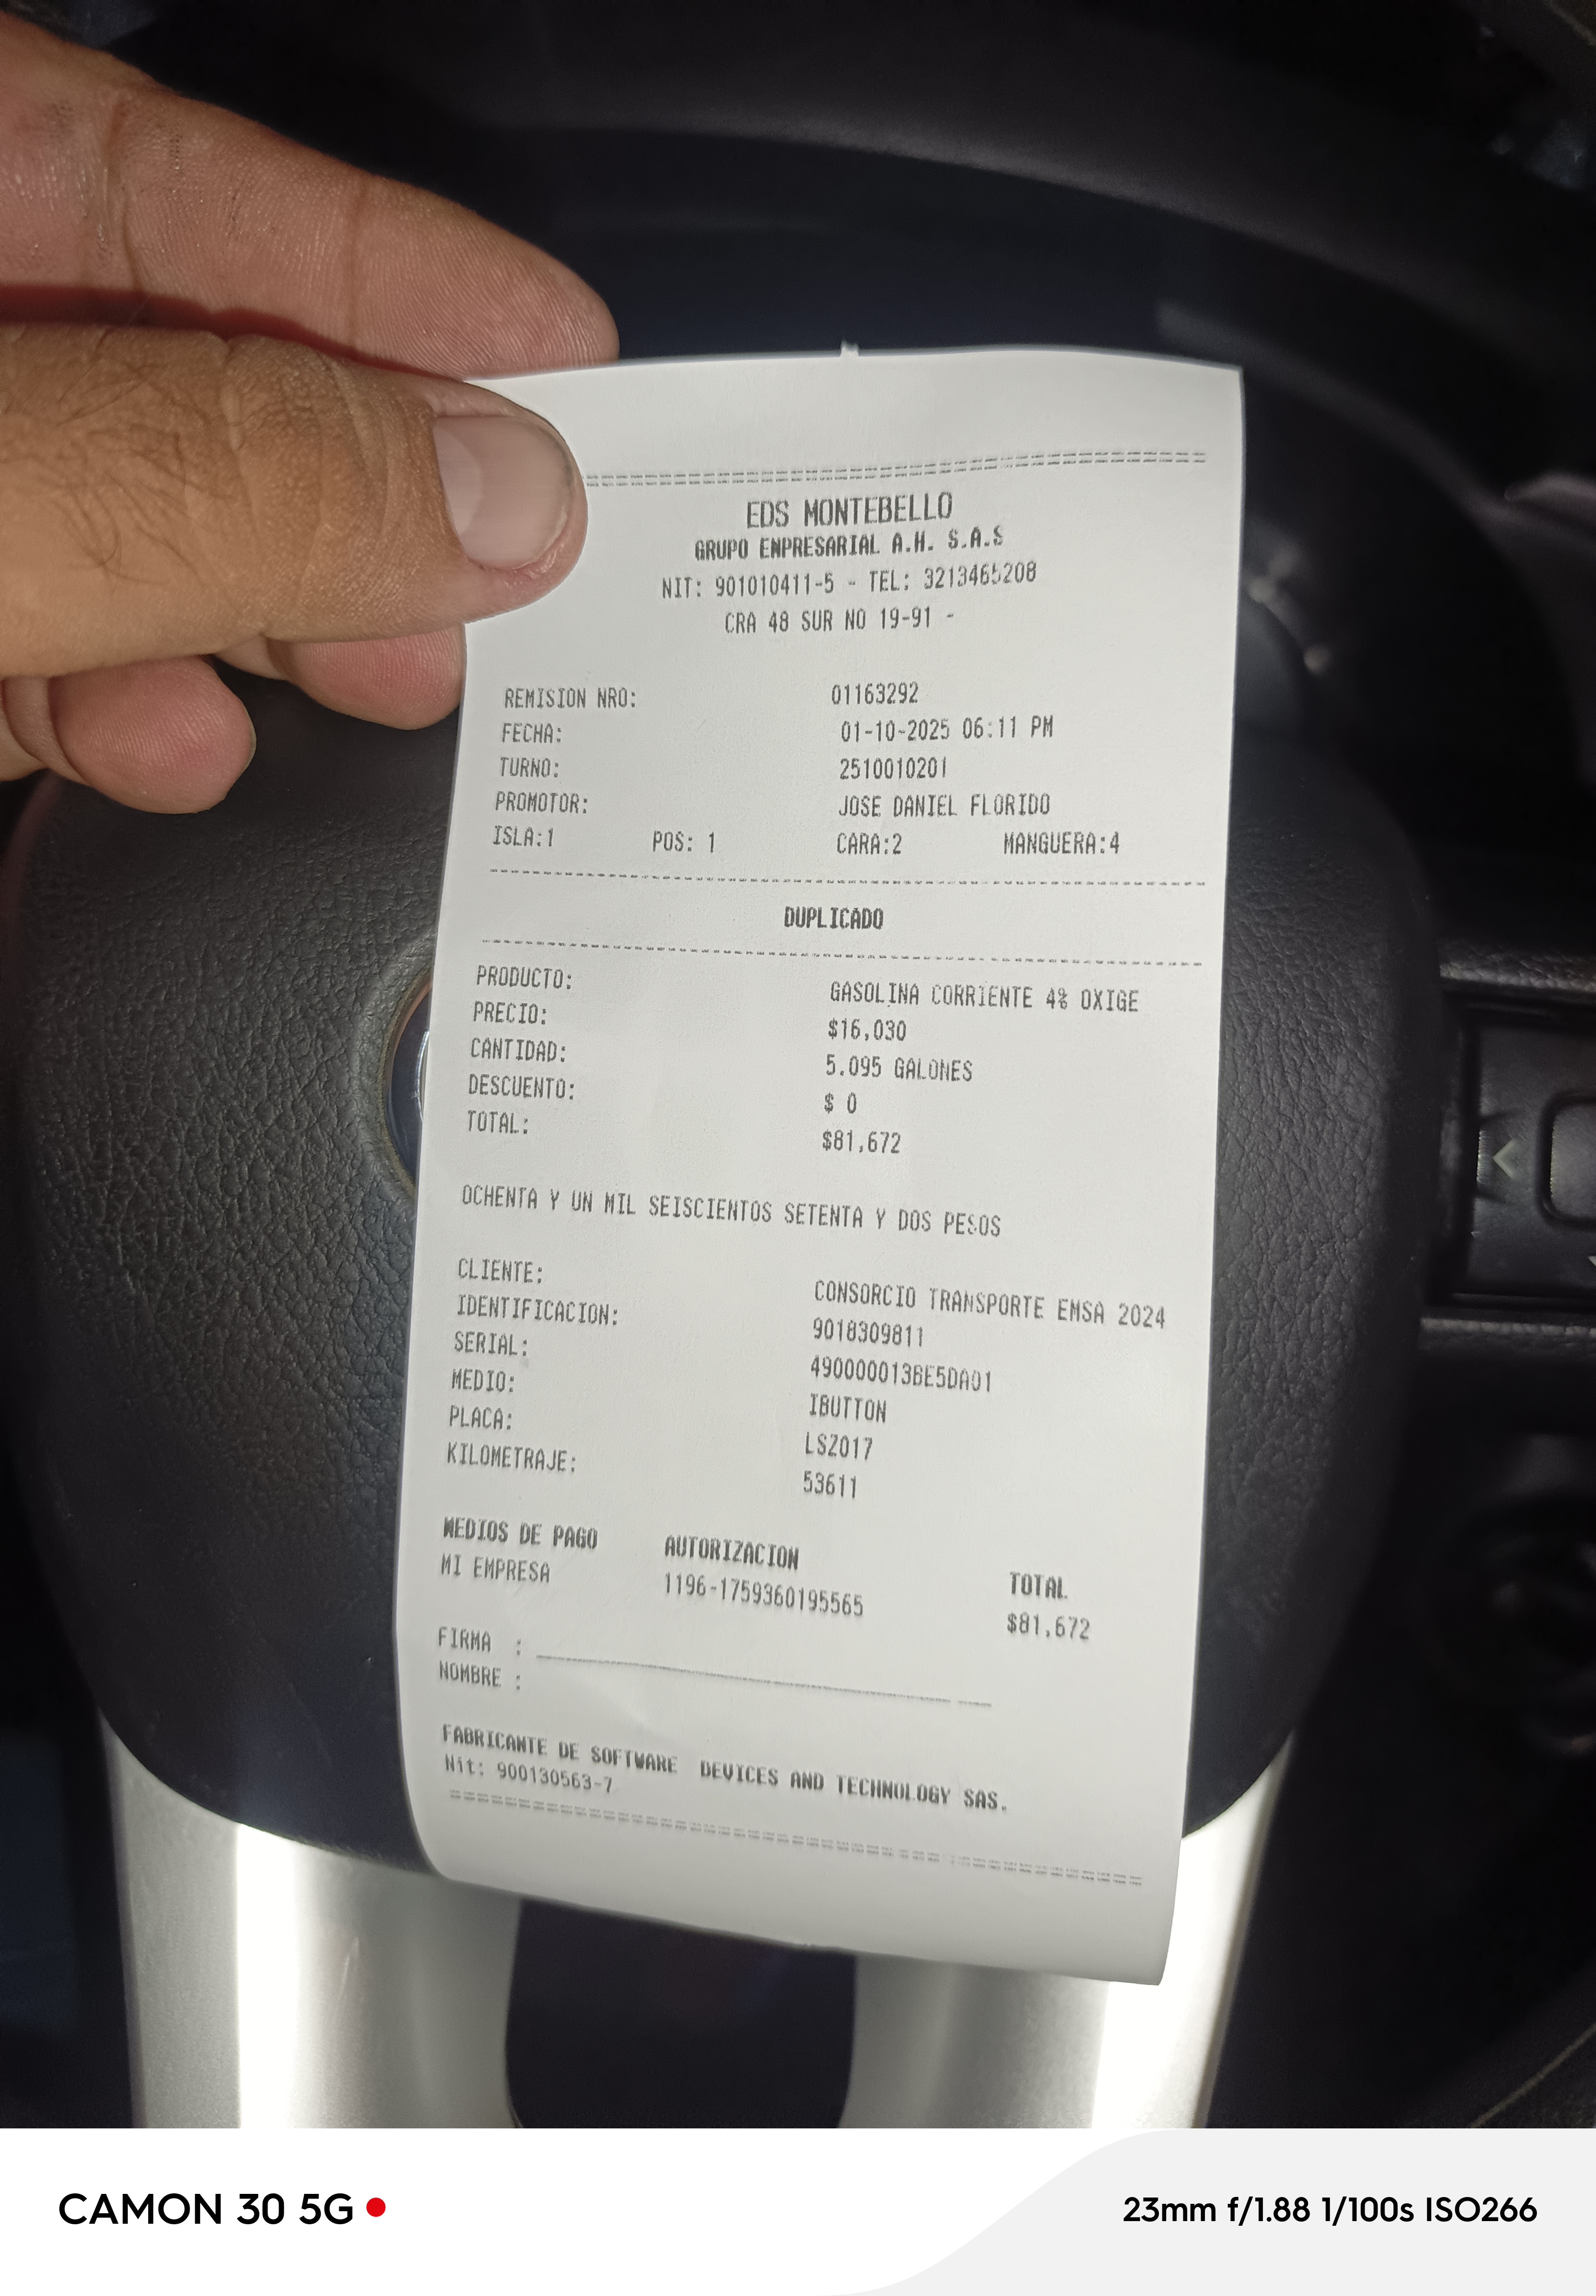 EDS MONTEBELLO
GRUPO ENPRESARIAL A.H. S.A.S
NIT: 901010411-5 - TEL: 3213465208
CRA 48 SUR NO 19-91 -
REMISION NRO: 01163292
FECHA: 01-10-2025 06:11 PM
TURNO: 2510010201
PROMOTOR: JOSE DANIEL FLORIDO
ISLA:1 POS: 1 CARA:2 MANGUERA:4
DUPLICADO
PRODUCTO: GASOLINA CORRIENTE 4% OXIGE
PRECIO: $16,030
CANTIDAD: 5.095 GALONES
DESCUENTO: $ 0
TOTAL: $81,672
OCHENTA Y UN MIL SEISCIENTOS SETENTA Y DOS PESOS
CLIENTE: CONSORCIO TRANSPORTE EMSA 2024
IDENTIFICACION: 9018309811
SERIAL: 490000013BE5DA01
MEDIO: IBUTTON
PLACA: LSZ017
KILOMETRAJE: 53611
MEDIOS DE PAGO AUTORIZACION TOTAL
MI EMPRESA 1196-1759360195565 $81,672
FIRMA :
NOMBRE :
FABRICANTE DE SOFTWARE DEVICES AND TECHNOLOGY SAS.
Nit: 900130563-7
CAMON 30 5G
23mm f/1.88 1/100s ISO266